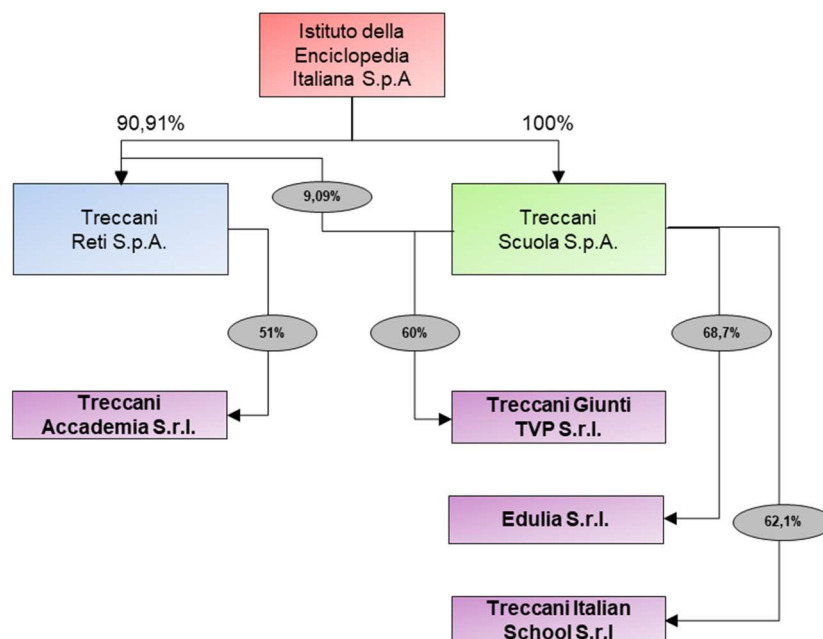 Istituto della
Enciclopedia
Italiana S.p.A
90,91%
100%
9,09%
Treccani
Reti S.p.A.
Treccani
Scuola S.p.A.
51%
60%
68,7%
Treccani
Accademia S.r.l.
Treccani Giunti
TVP S.r.l.
Edulia S.r.l.
62,1%
Treccani Italian
School S.r.l